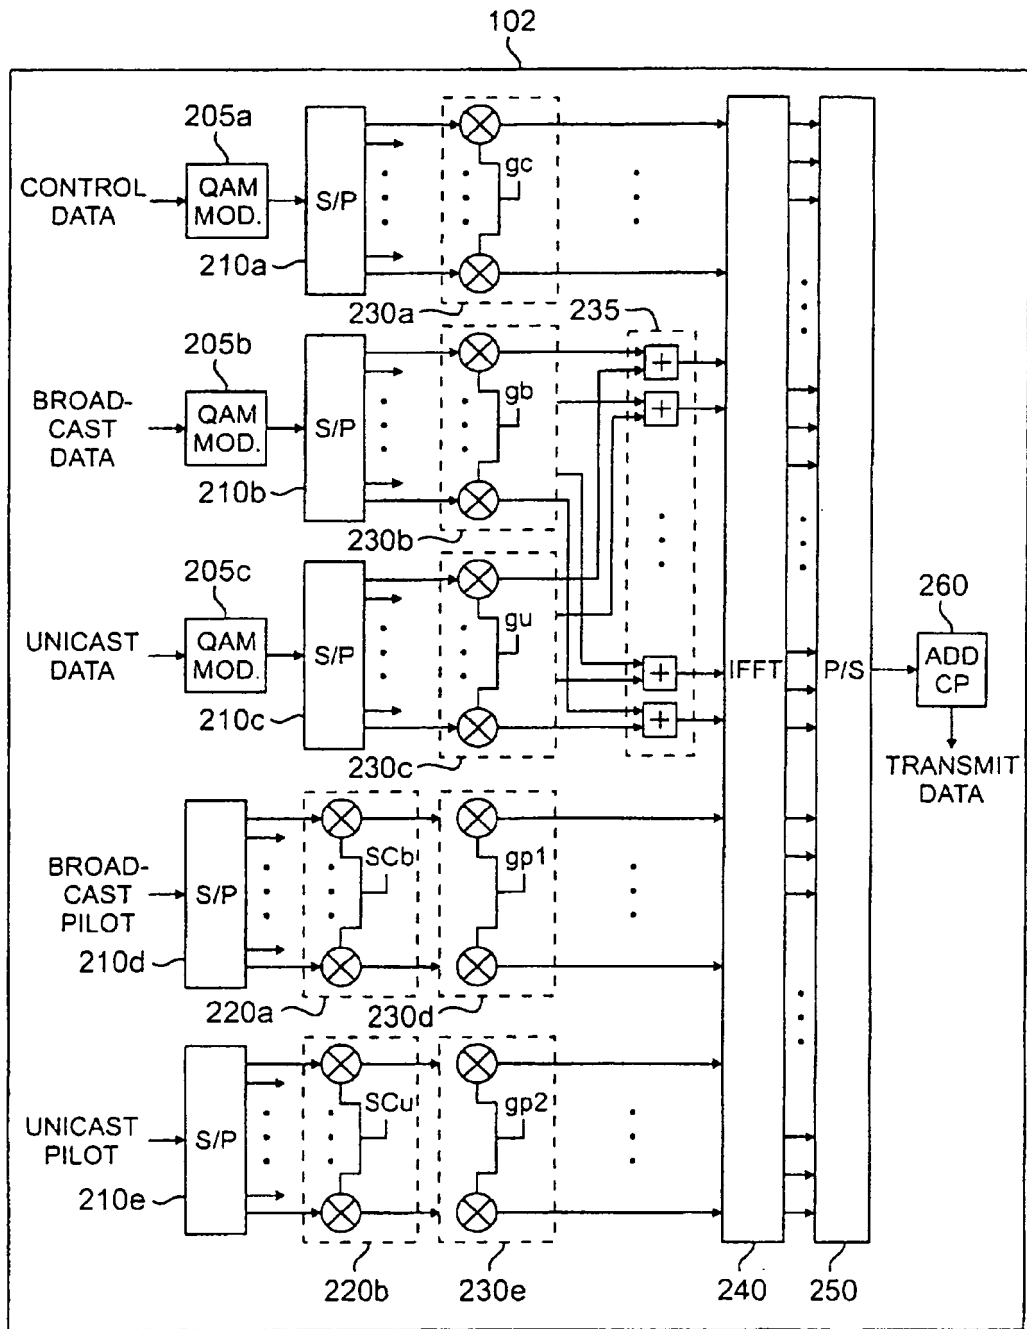 102
205a
CONTROL
DATA
QAM
MOD.
S/P
gc
210a
230a
235
205b
BROAD-
CAST
DATA
QAM
MOD.
S/P
gb
+
+
210b
230b
205c
UNICAST
DATA
QAM
MOD.
S/P
gu
+
+
210c
230c
IFFT
P/S
260
ADD
CP
TRANSMIT
DATA
BROAD-
CAST
PILOT
S/P
SCb
gp1
210d
220a
230d
UNICAST
PILOT
S/P
SCu
gp2
210e
220b
230e
240
250